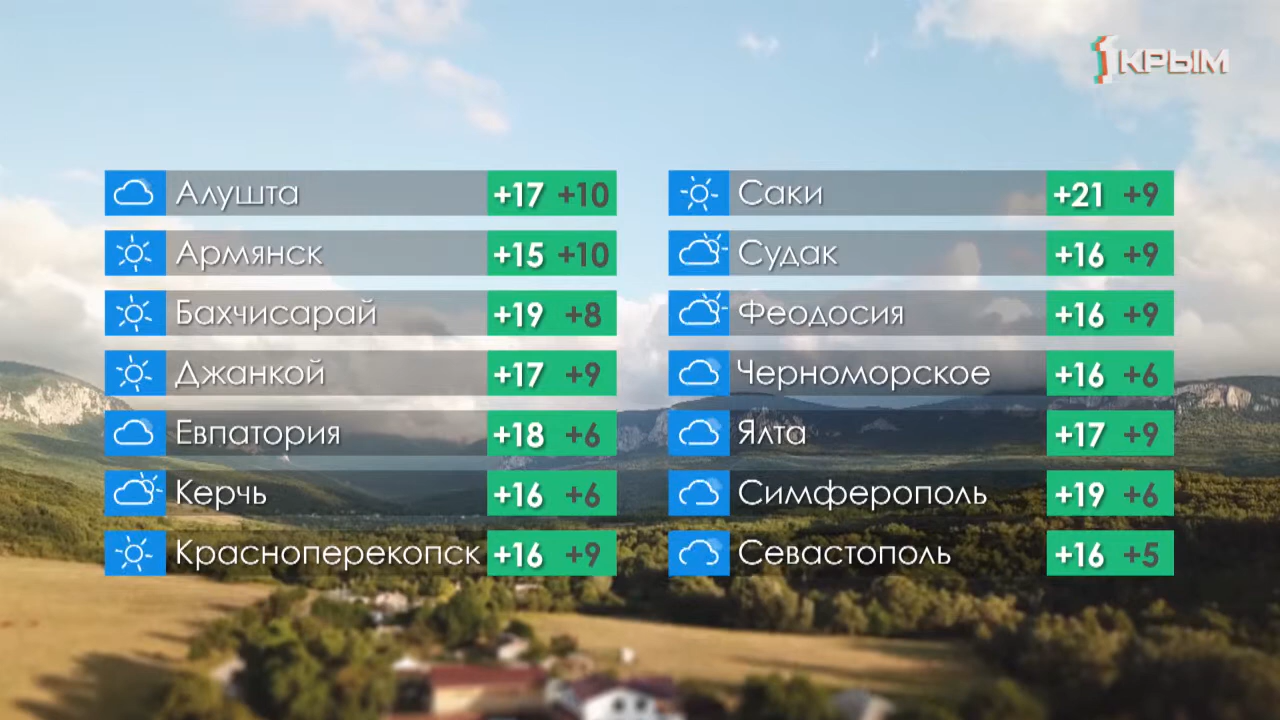 1 КРЫМ
Алушта +17 +10
Армянск +15 +10
Бахчисарай +19 +8
Джанкой +17 +9
Евпатория +18 +6
Керчь +16 +6
Красноперекопск +16 +9
Саки +21 +9
Судак +16 +9
Феодосия +16 +9
Черноморское +16 +6
Ялта +17 +9
Симферополь +19 +6
Севастополь +16 +5